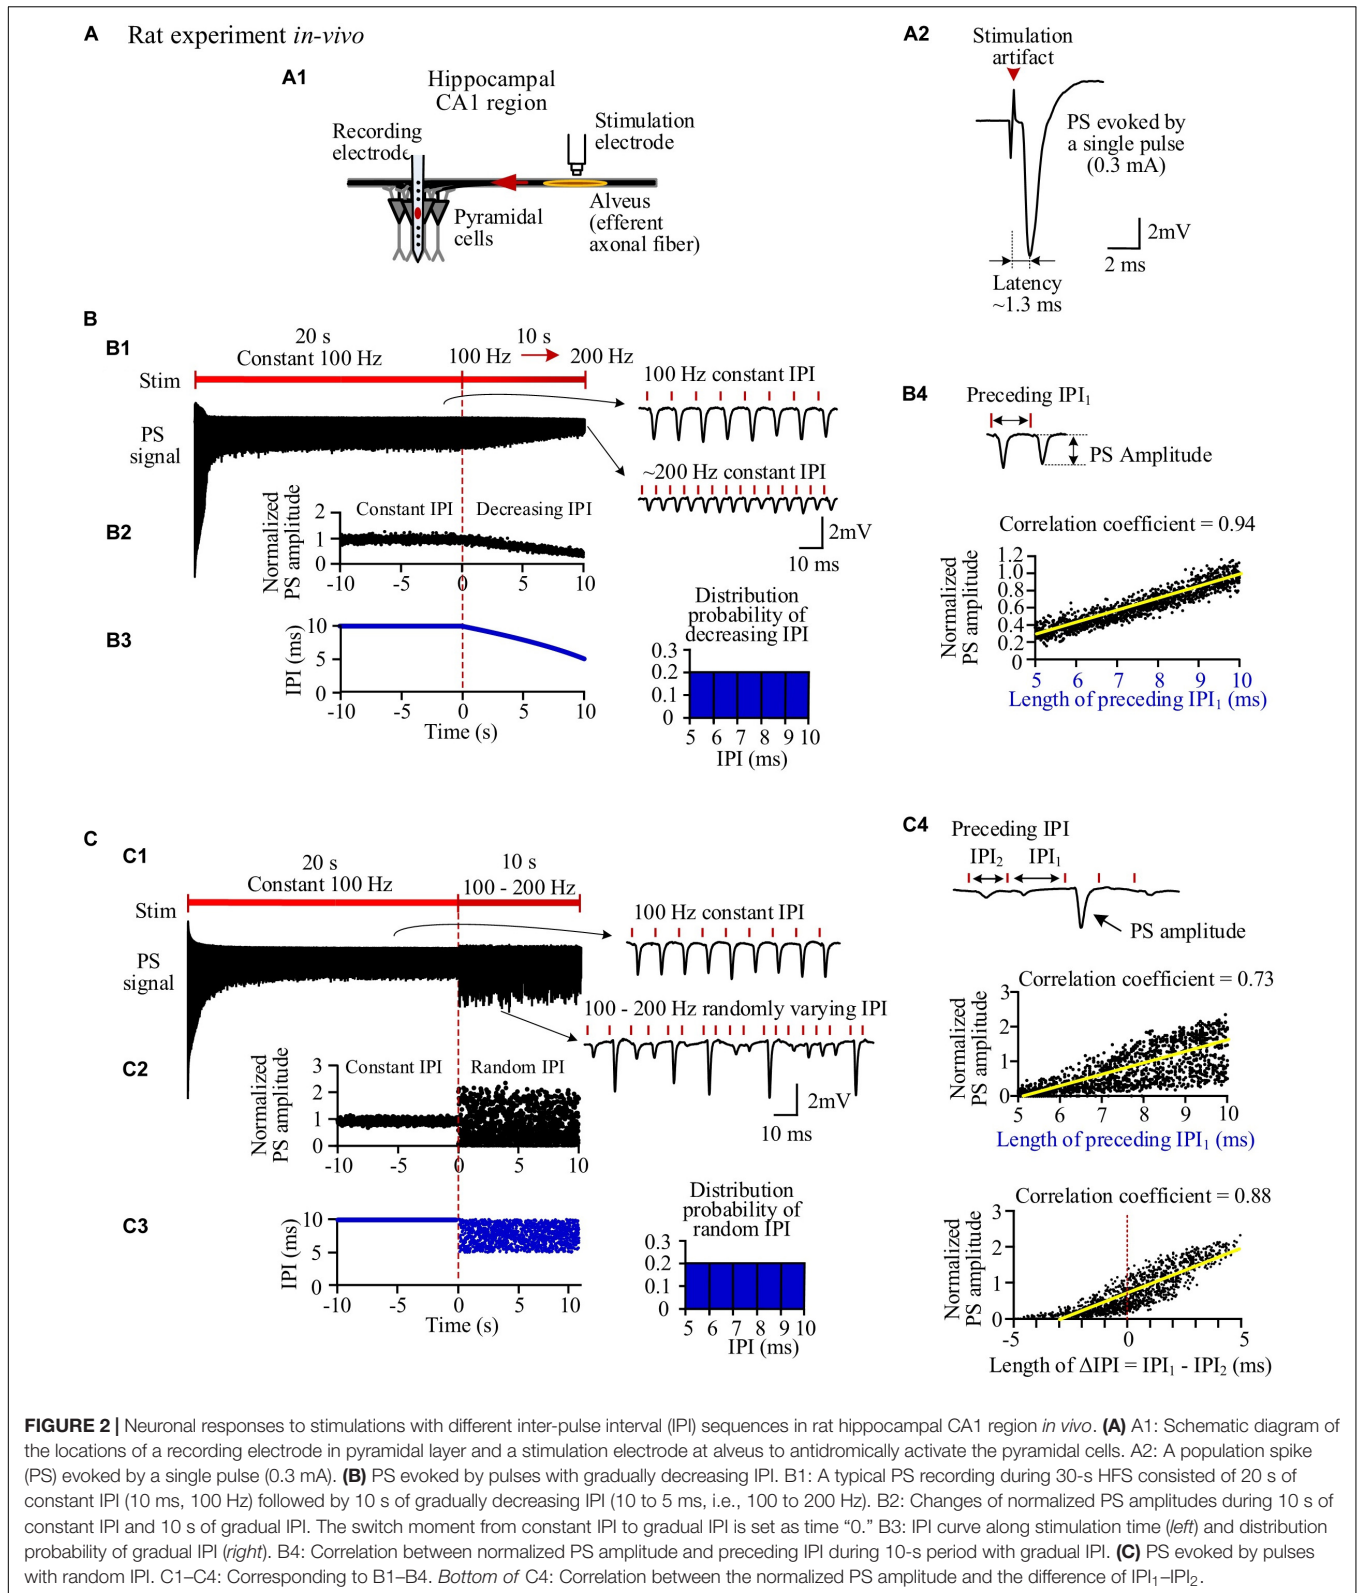 A Rat experiment in-vivo
A1
Hippocampal
CA1 region
Recording
electrode
Stimulation
electrode
Pyramidal
cells
Alveus
(efferent
axonal fiber)
A2
Stimulation
artifact
PS evoked by
a single pulse
(0.3 mA)
2mV
2 ms
Latency
~1.3 ms
B
B1
20 s
Constant 100 Hz
10 s
100 Hz → 200 Hz
Stim
PS
signal
100 Hz constant IPI
~200 Hz constant IPI
2mV
10 ms
B2
Normalized
PS amplitude
2
1
0
Constant IPI
Decreasing IPI
-10 -5 0 5 10
B3
IPI (ms)
10
5
0
-10 -5 0 5 10
Time (s)
Distribution
probability of
decreasing IPI
0.3
0.2
0.1
0
5 6 7 8 9 10
IPI (ms)
B4
Preceding IPI₁
PS Amplitude
Correlation coefficient = 0.94
Normalized
PS amplitude
1.2
1.0
0.8
0.6
0.4
0.2
0
5 6 7 8 9 10
Length of preceding IPI₁ (ms)
C
C1
20 s
Constant 100 Hz
10 s
100 - 200 Hz
Stim
PS
signal
100 Hz constant IPI
100 - 200 Hz randomly varying IPI
2mV
10 ms
C2
Normalized
PS amplitude
3
2
1
0
Constant IPI
Random IPI
-10 -5 0 5 10
C3
IPI (ms)
10
5
0
-10 -5 0 5 10
Time (s)
Distribution
probability of
random IPI
0.3
0.2
0.1
0
5 6 7 8 9 10
IPI (ms)
C4
Preceding IPI
IPI₂ IPI₁
PS amplitude
Correlation coefficient = 0.73
Normalized
PS amplitude
3
2
1
0
5 6 7 8 9 10
Length of preceding IPI₁ (ms)
Correlation coefficient = 0.88
Normalized
PS amplitude
3
2
1
0
-5 0 5
Length of ΔIPI = IPI₁ - IPI₂ (ms)
FIGURE 2 | Neuronal responses to stimulations with different inter-pulse interval (IPI) sequences in rat hippocampal CA1 region in vivo. (A) A1: Schematic diagram of
the locations of a recording electrode in pyramidal layer and a stimulation electrode at alveus to antidromically activate the pyramidal cells. A2: A population spike
(PS) evoked by a single pulse (0.3 mA). (B) PS evoked by pulses with gradually decreasing IPI. B1: A typical PS recording during 30-s HFS consisted of 20 s of
constant IPI (10 ms, 100 Hz) followed by 10 s of gradually decreasing IPI (10 to 5 ms, i.e., 100 to 200 Hz). B2: Changes of normalized PS amplitudes during 10 s of
constant IPI and 10 s of gradual IPI. The switch moment from constant IPI to gradual IPI is set as time “0.” B3: IPI curve along stimulation time (left) and distribution
probability of gradual IPI (right). B4: Correlation between normalized PS amplitude and preceding IPI during 10-s period with gradual IPI. (C) PS evoked by pulses
with random IPI. C1–C4: Corresponding to B1–B4. Bottom of C4: Correlation between the normalized PS amplitude and the difference of IPI₁–IPI₂.